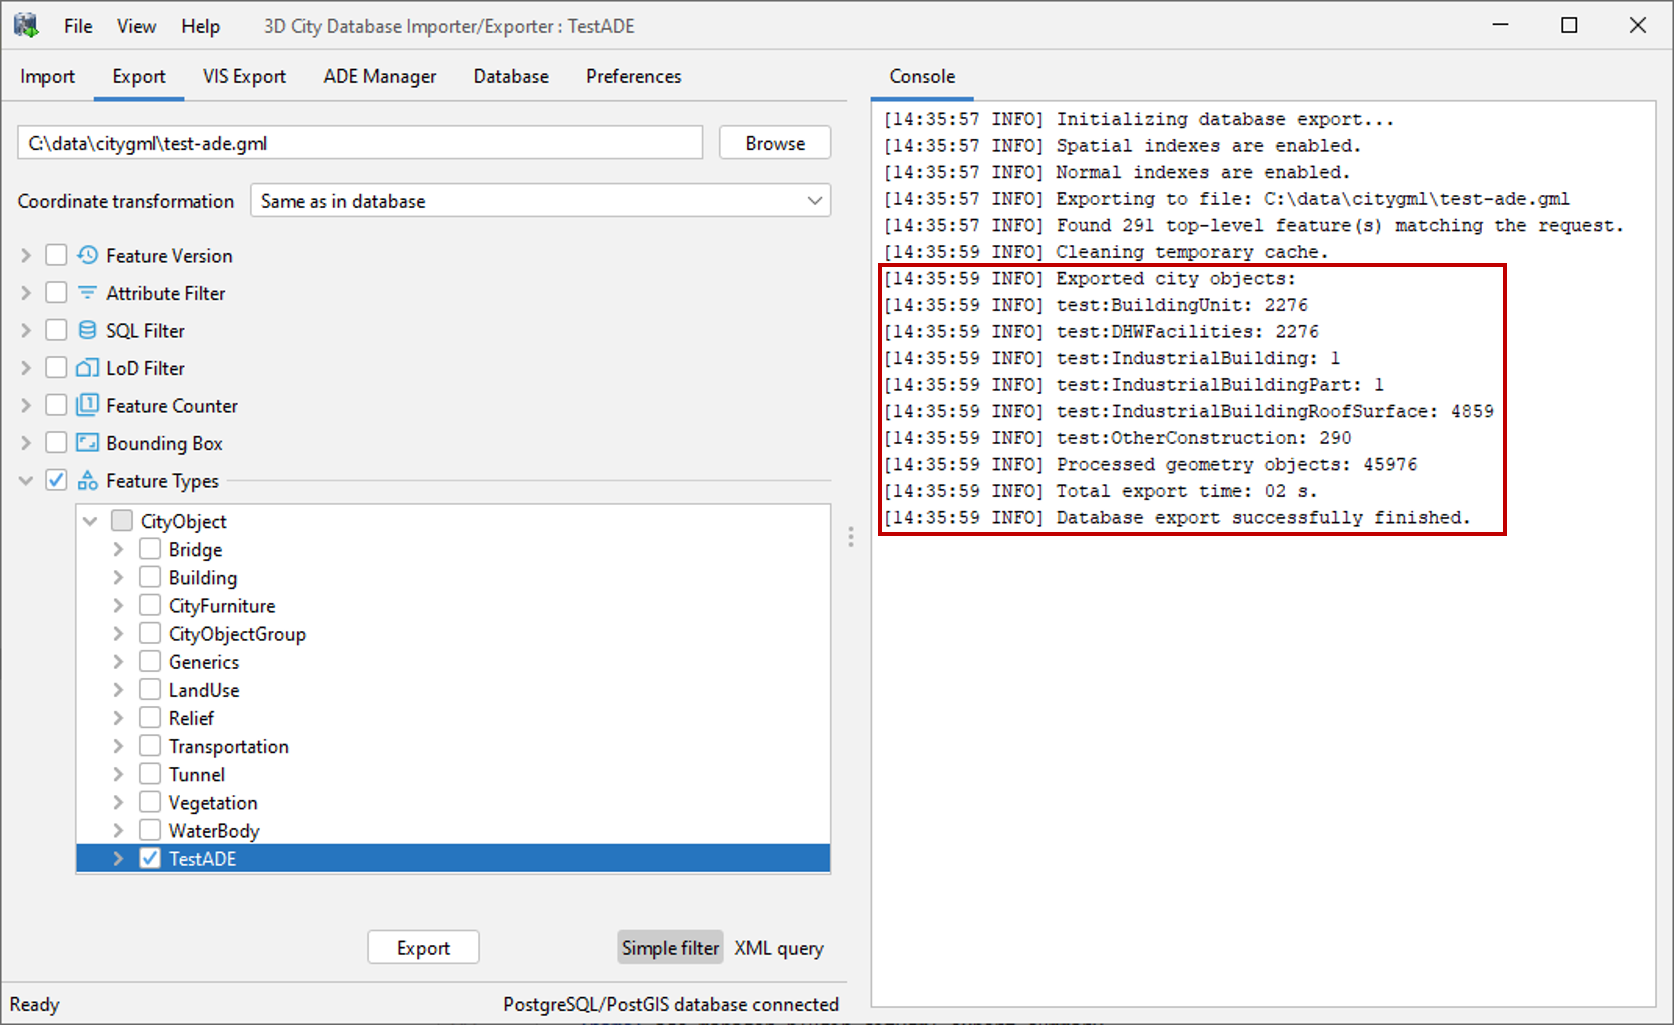 File View Help 3D City Database Importer/Exporter : TestADE
Import Export VIS Export ADE Manager Database Preferences
C:\data\citygml\test-ade.gml Browse
Coordinate transformation Same as in database
Feature Version
Attribute Filter
SQL Filter
LoD Filter
1 Feature Counter
Bounding Box
Feature Types
CityObject
Bridge
Building
CityFurniture
CityObjectGroup
Generics
LandUse
Relief
Transportation
Tunnel
Vegetation
WaterBody
TestADE
Export Simple filter XML query
Ready PostgreSQL/PostGIS database connected
Console
[14:35:57 INFO] Initializing database export...
[14:35:57 INFO] Spatial indexes are enabled.
[14:35:57 INFO] Normal indexes are enabled.
[14:35:57 INFO] Exporting to file: C:\data\citygml\test-ade.gml
[14:35:57 INFO] Found 291 top-level feature(s) matching the request.
[14:35:59 INFO] Cleaning temporary cache.
[14:35:59 INFO] Exported city objects:
[14:35:59 INFO] test:BuildingUnit: 2276
[14:35:59 INFO] test:DHWFacilities: 2276
[14:35:59 INFO] test:IndustrialBuilding: 1
[14:35:59 INFO] test:IndustrialBuildingPart: 1
[14:35:59 INFO] test:IndustrialBuildingRoofSurface: 4859
[14:35:59 INFO] test:OtherConstruction: 290
[14:35:59 INFO] Processed geometry objects: 45976
[14:35:59 INFO] Total export time: 02 s.
[14:35:59 INFO] Database export successfully finished.